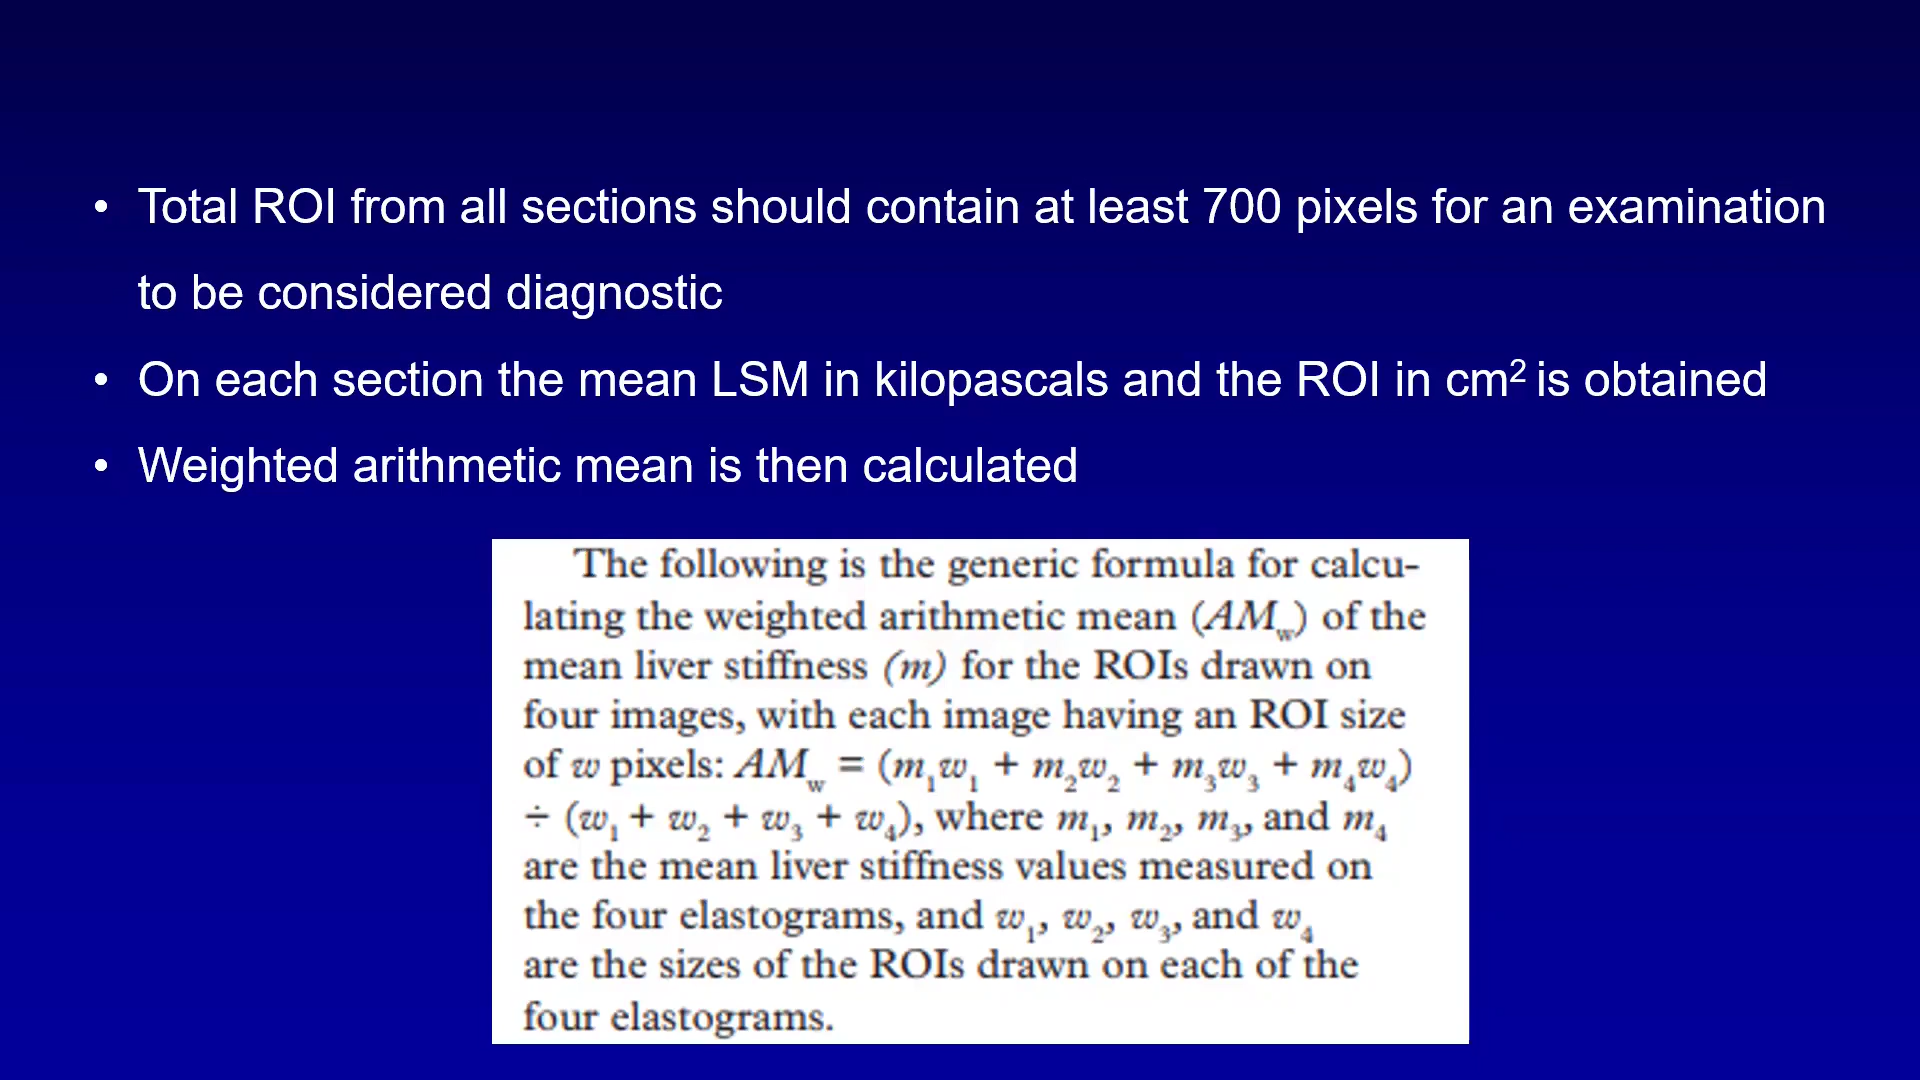 • Total ROI from all sections should contain at least 700 pixels for an examination
to be considered diagnostic
• On each section the mean LSM in kilopascals and the ROI in cm² is obtained
• Weighted arithmetic mean is then calculated
The following is the generic formula for calcu-
lating the weighted arithmetic mean (AM_w) of the
mean liver stiffness (m) for the ROIs drawn on
four images, with each image having an ROI size
of w pixels: AM_w = (m₁w₁ + m₂w₂ + m₃w₃ + m₄w₄)
÷ (w₁ + w₂ + w₃ + w₄), where m₁, m₂, m₃, and m₄
are the mean liver stiffness values measured on
the four elastograms, and w₁, w₂, w₃, and w₄
are the sizes of the ROIs drawn on each of the
four elastograms.